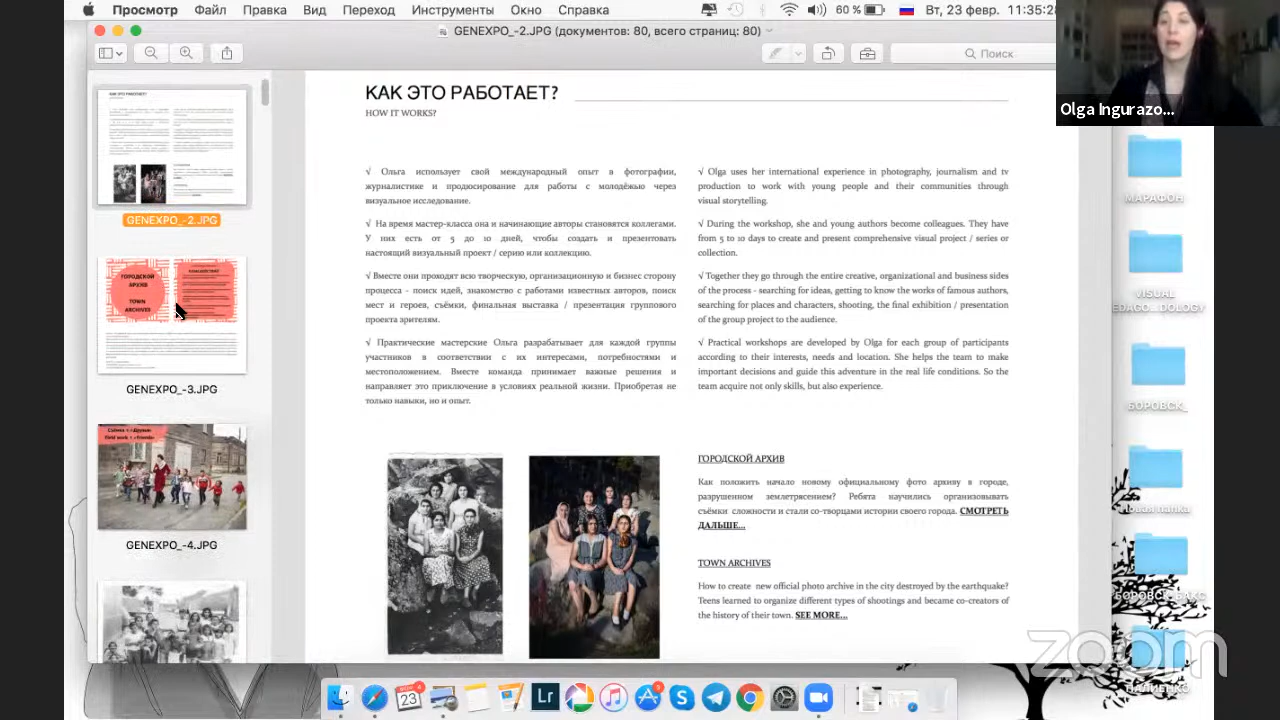 Просмотр Файл Правка Вид Переход Инструменты Окно Справка 60 % Вт, 23 февр. 11:35:28
GENEXPO_-2.JPG (документов: 80, всего страниц: 80)
Поиск
Olga Ingurazo...
КАК ЭТО РАБОТАЕТ?
HOW IT WORKS?
√ Ольга использует свой международный опыт в фотографии,
журналистике и продюсирование для работы с молодёжью через
визуальное исследование.
√ На время мастер-класса она и начинающие авторы становятся коллегами.
У них есть от 5 до 10 дней, чтобы создать и презентовать
настоящий визуальный проект / серию или коллекцию.
√ Вместе они проходят всю творческую, организационную и бизнес сторону
процесса - поиск идей, знакомство с работами известных авторов, поиск
мест и героев, съёмки, финальная выставка / презентация группового
проекта зрителям.
√ Практические мастерские Ольга разрабатывает для каждой группы
участников в соответствии с их интересами, потребностями и
местоположением. Вместе команда принимает важные решения и
направляет это приключение в условиях реальной жизни. Приобретая не
только навыки, но и опыт.
√ Olga uses her international experience in photography, journalism and tv
production to work with young people and their communities through
visual storytelling.
√ During the workshop, she and young authors become colleagues. They have
from 5 to 10 days to create and present comprehensive visual project / series or
collection.
√ Together they go through the entire creative, organizational and business sides
of the process - searching for ideas, getting to know the works of famous authors,
searching for places and characters, shooting, the final exhibition / presentation
of the group project to the audience.
√ Practical workshops are developed by Olga for each group of participants
according to their interests, needs and location. She helps the team to make
important decisions and guide this adventure in the real life conditions. So the
team acquire not only skills, but also experience.
ГОРОДСКОЙ АРХИВ
Как положить начало новому официальному фото архиву в городе,
разрушенном землетрясением? Ребята научились организовывать
съёмки сложности и стали со-творцами истории своего города. СМОТРЕТЬ
ДАЛЬШЕ...
TOWN ARCHIVES
How to create new official photo archive in the city destroyed by the earthquake?
Teens learned to organize different types of shootings and became co-creators of
the history of their town. SEE MORE...
КАК ЭТО РАБОТАЕТ?
GENEXPO_-2.JPG
ГОРОДСКОЙ
АРХИВ
TOWN
ARCHIVES
GENEXPO_-3.JPG
GENEXPO_-4.JPG
МАРАФОН
VISUAL
БОРОВСК_
Новая папка
zoom
Lr
23